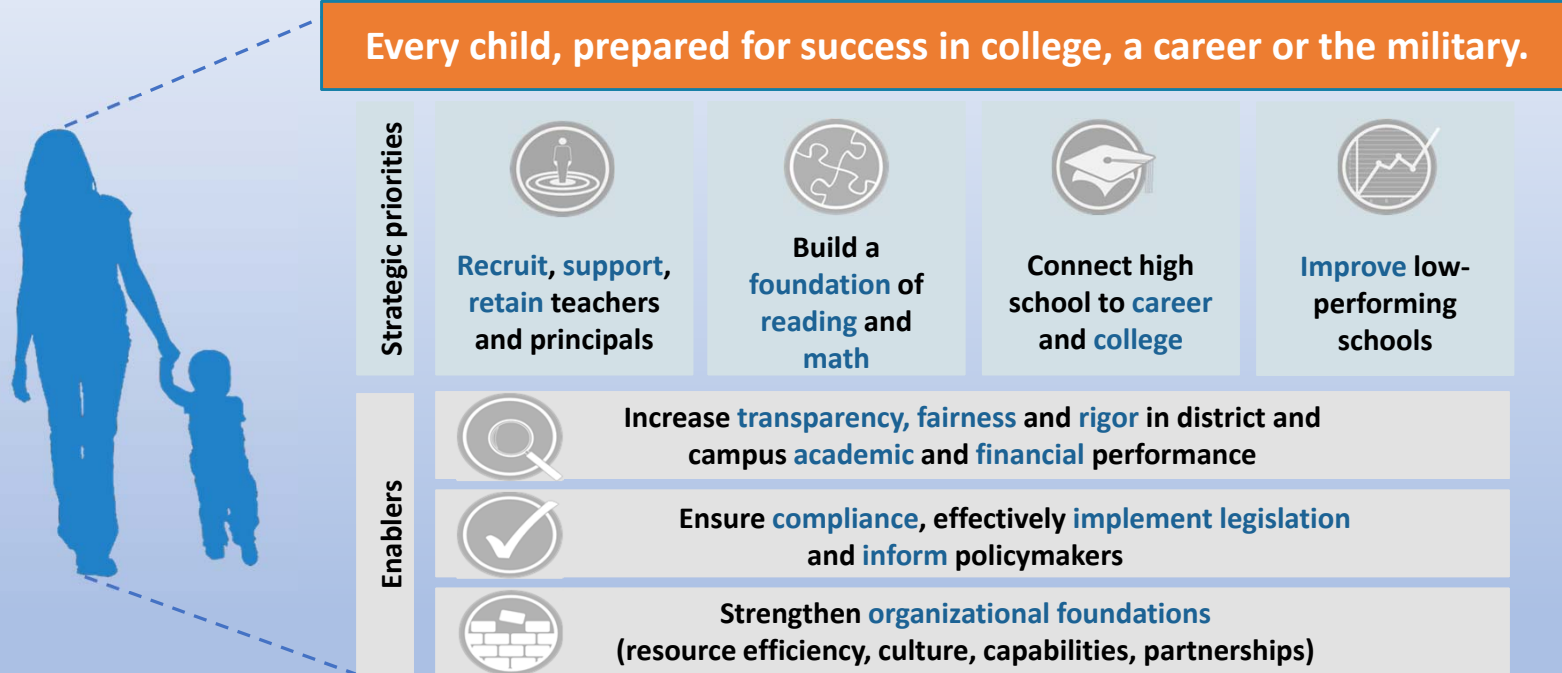 Every child, prepared for success in college, a career or the military.
Strategic priorities
Recruit, support,
retain teachers
and principals
Build a
foundation of
reading and
math
Connect high
school to career
and college
Improve low-
performing
schools
Enablers
Increase transparency, fairness and rigor in district and
campus academic and financial performance
Ensure compliance, effectively implement legislation
and inform policymakers
Strengthen organizational foundations
(resource efficiency, culture, capabilities, partnerships)